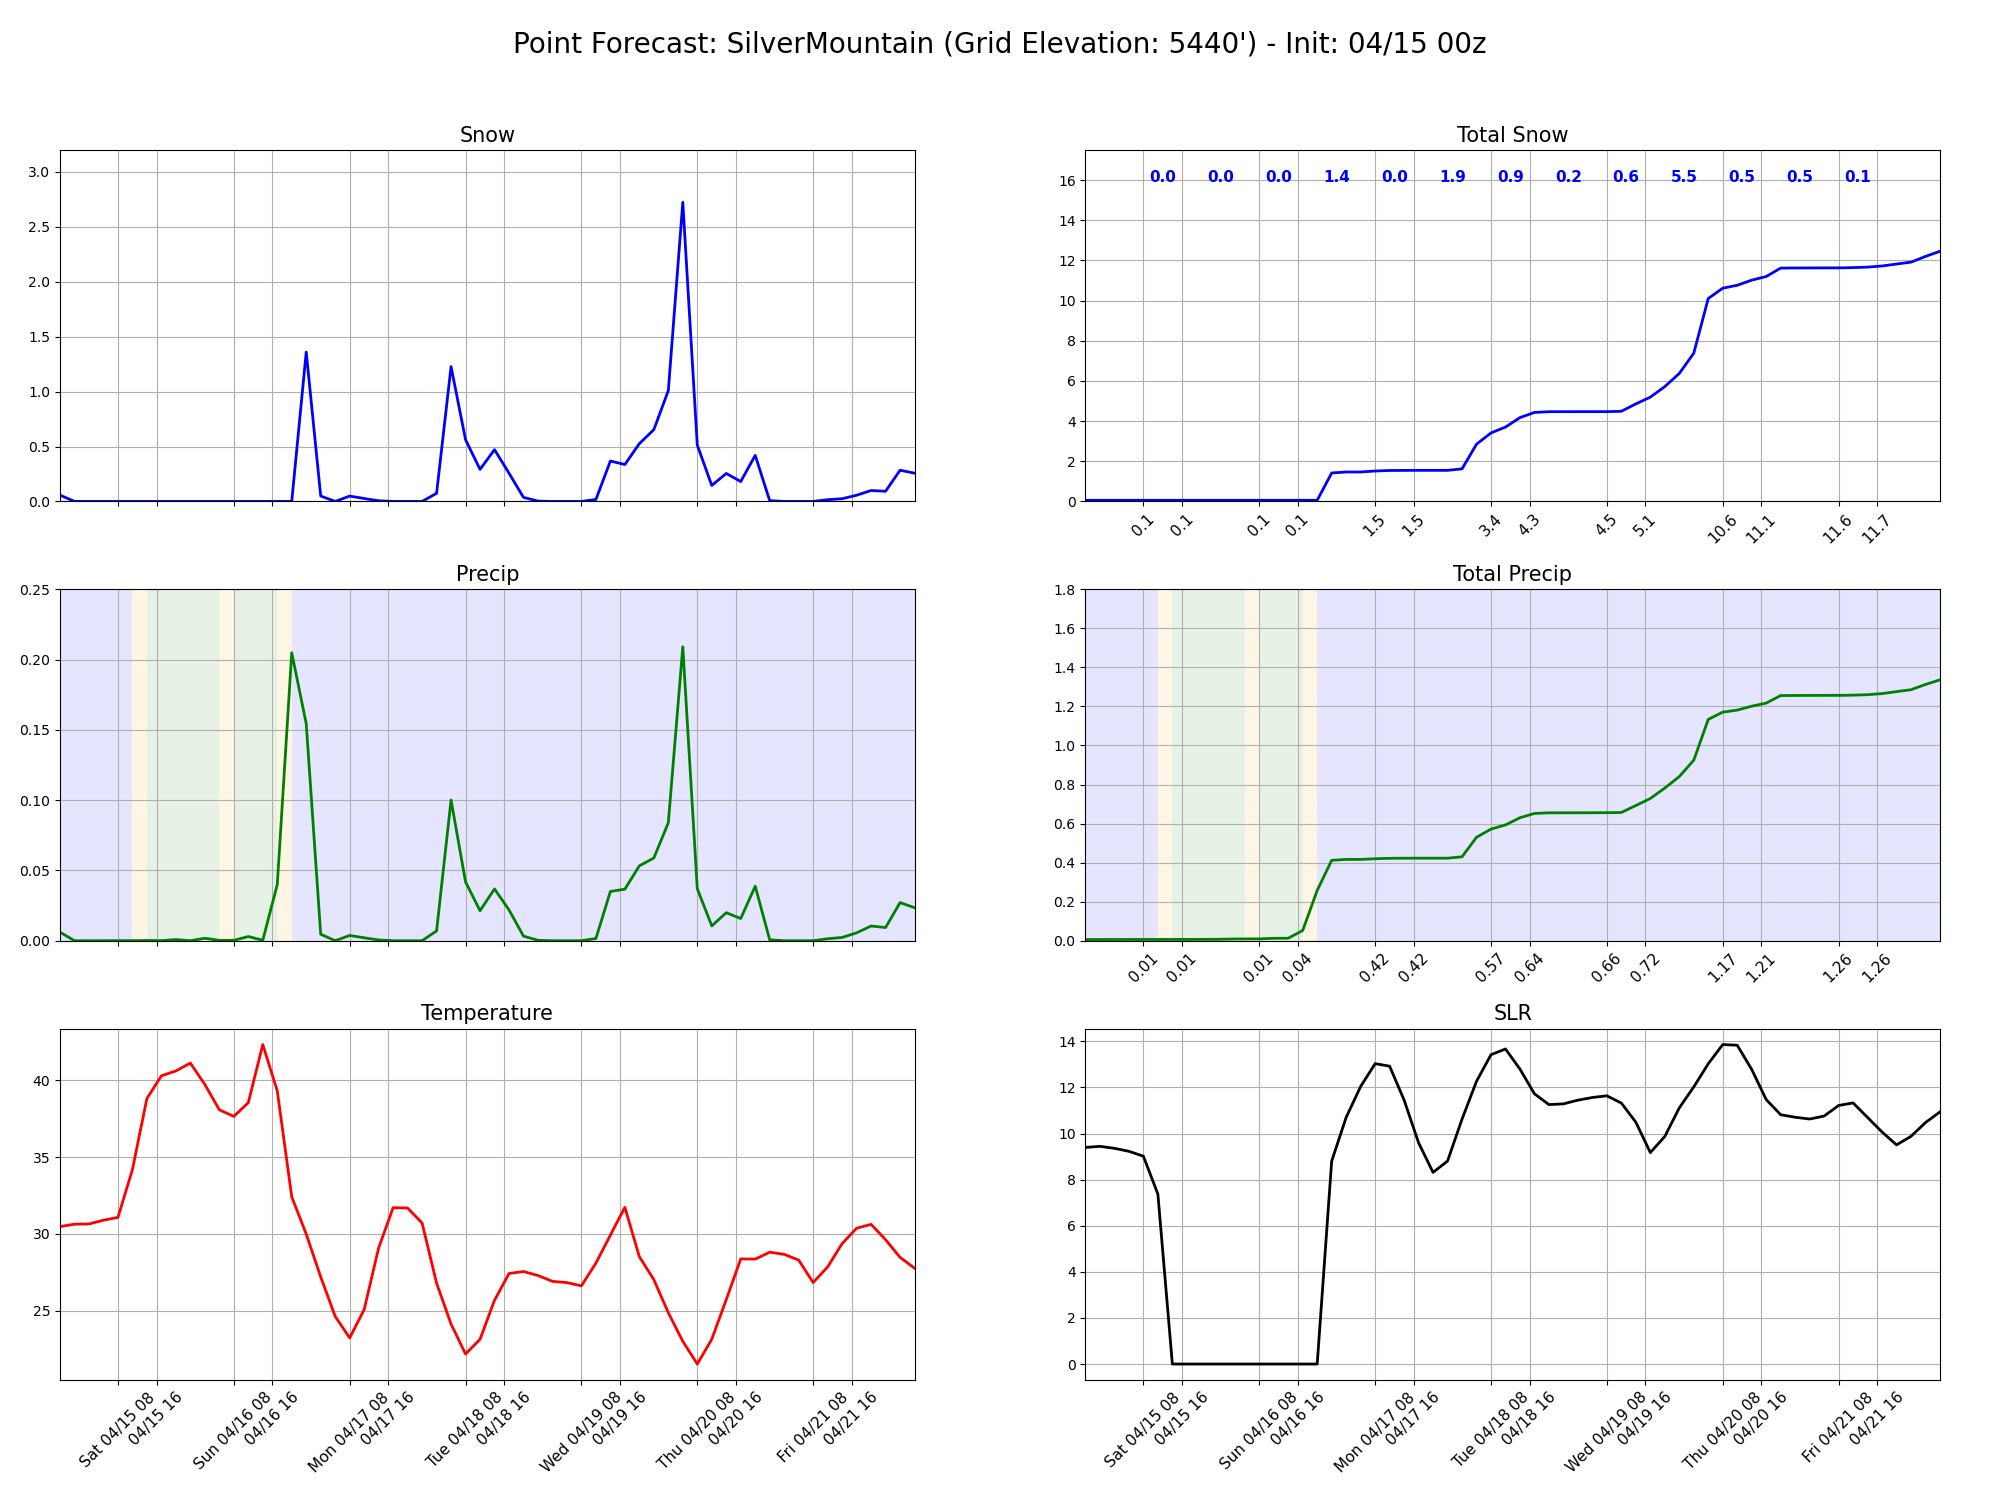 Point Forecast: SilverMountain (Grid Elevation: 5440') - Init: 04/15 00z
Snow
3.0
2.5
2.0
1.5
1.0
0.5
0.0
Total Snow
0.0 0.0 0.0 1.4 0.0 1.9 0.9 0.2 0.6 5.5 0.5 0.5 0.1
16
14
12
10
8
6
4
2
0
0.1 0.1 0.1 0.1 1.5 1.5 3.4 4.3 4.5 5.1 10.6 11.1 11.6 11.7
Precip
0.25
0.20
0.15
0.10
0.05
0.00
Total Precip
1.8
1.6
1.4
1.2
1.0
0.8
0.6
0.4
0.2
0.0
0.01 0.01 0.01 0.04 0.42 0.42 0.57 0.64 0.66 0.72 1.17 1.21 1.26 1.26
Temperature
40
35
30
25
Sat 04/15 08
04/15 16
Sun 04/16 08
04/16 16
Mon 04/17 08
04/17 16
Tue 04/18 08
04/18 16
Wed 04/19 08
04/19 16
Thu 04/20 08
04/20 16
Fri 04/21 08
04/21 16
SLR
14
12
10
8
6
4
2
0
Sat 04/15 08
04/15 16
Sun 04/16 08
04/16 16
Mon 04/17 08
04/17 16
Tue 04/18 08
04/18 16
Wed 04/19 08
04/19 16
Thu 04/20 08
04/20 16
Fri 04/21 08
04/21 16